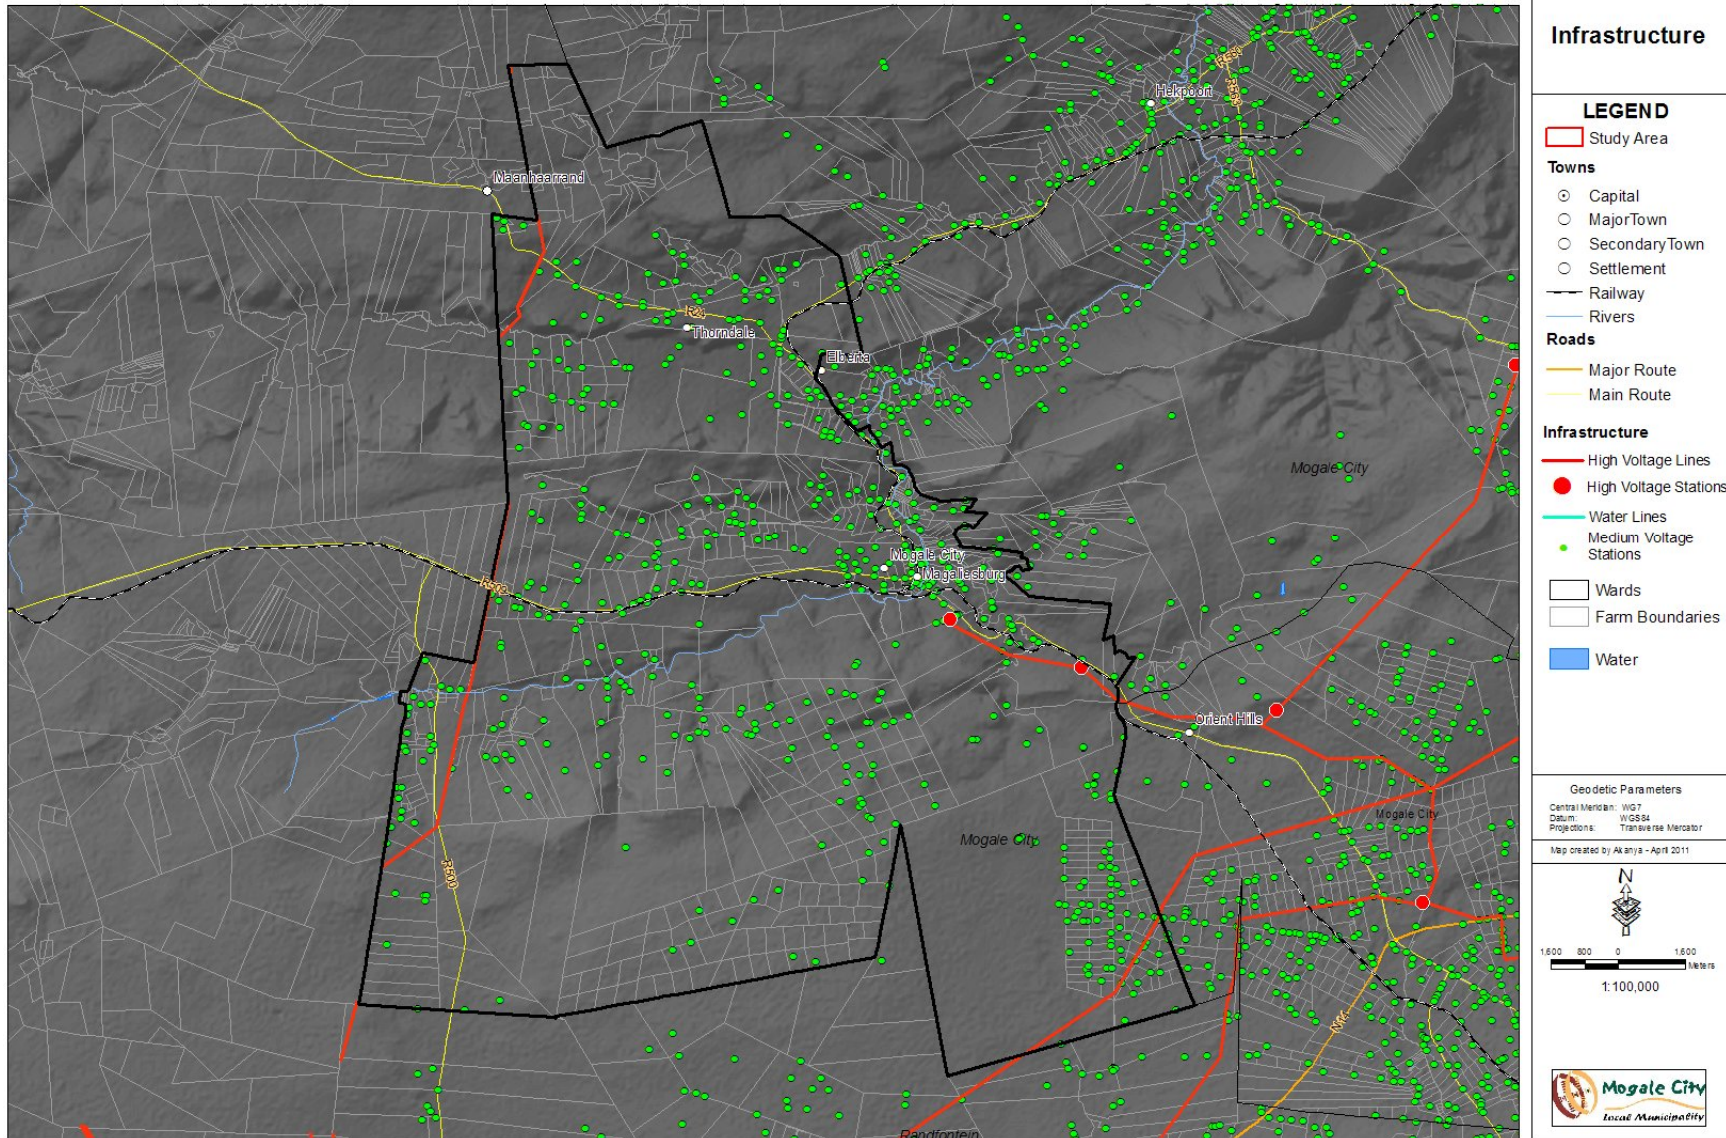 Infrastructure
LEGEND
Study Area
Towns
Capital
MajorTown
SecondaryTown
Settlement
Railway
Rivers
Roads
Major Route
Main Route
Infrastructure
High Voltage Lines
High Voltage Stations
Water Lines
Medium Voltage
Stations
Wards
Farm Boundaries
Water
Geodetic Parameters
Central Meridian: WG7
Datum: WGS84
Projections: Transverse Mercator
Map created by Akanya - April 2011
N
1,600 800 0 1,600
Meters
1:100,000
Mogale City
Local Municipality
Hekpoort
R563
Maanhaarrand
R24
Thorndale
Elberta
Mogale City
Mogale City
Magaliesburg
Orient Hills
Mogale City
Mogale City
R500
N14
Randfontein